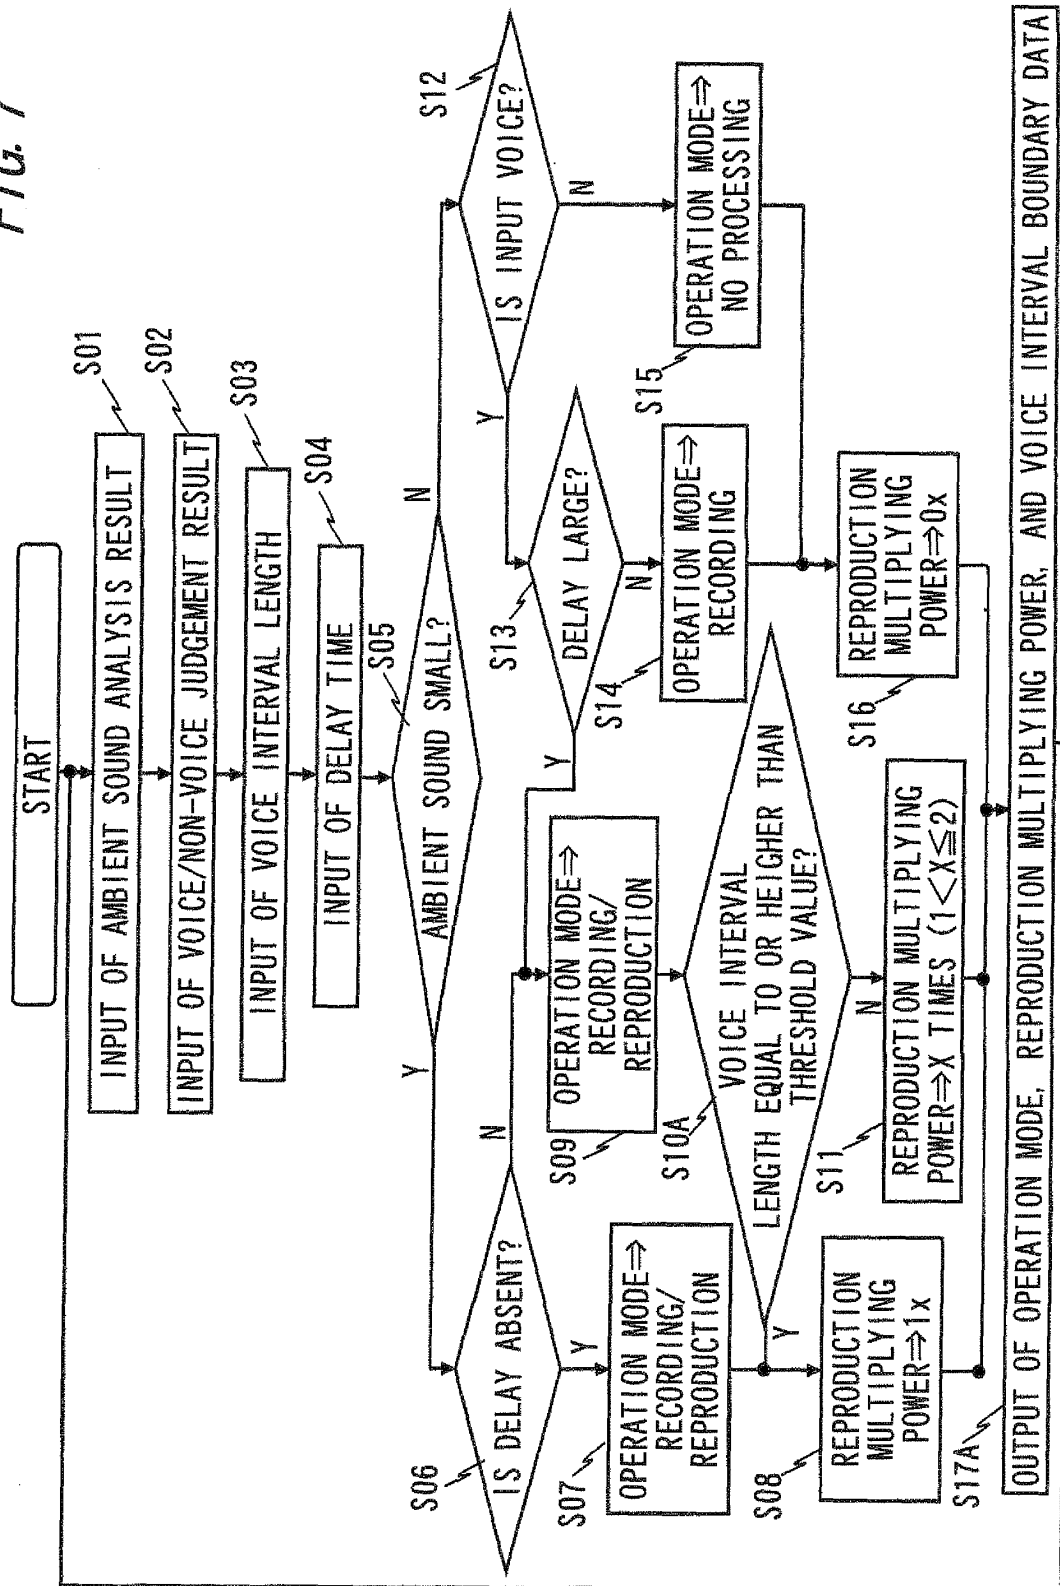 FIG. 7
START
INPUT OF AMBIENT SOUND ANALYSIS RESULT
S01
INPUT OF VOICE/NON-VOICE JUDGEMENT RESULT
S02
INPUT OF VOICE INTERVAL LENGTH
S03
INPUT OF DELAY TIME
S04
AMBIENT SOUND SMALL?
S05
Y
N
S06
IS DELAY ABSENT?
N
Y
S07
OPERATION MODE⇒
RECORDING/
REPRODUCTION
S08
REPRODUCTION
MULTIPLYING
POWER⇒1x
S09
OPERATION MODE⇒
RECORDING/
REPRODUCTION
S10A
VOICE INTERVAL
LENGTH EQUAL TO OR HEIGHER THAN
THRESHOLD VALUE?
Y
N
S11
REPRODUCTION MULTIPLYING
POWER⇒X TIMES (1<X≦2)
S12
IS INPUT VOICE?
Y
N
S13
DELAY LARGE?
Y
N
S14
OPERATION MODE⇒
RECORDING
S15
OPERATION MODE⇒
NO PROCESSING
S16
REPRODUCTION
MULTIPLYING
POWER⇒0x
S17A
OUTPUT OF OPERATION MODE, REPRODUCTION MULTIPLYING POWER, AND VOICE INTERVAL BOUNDARY DATA